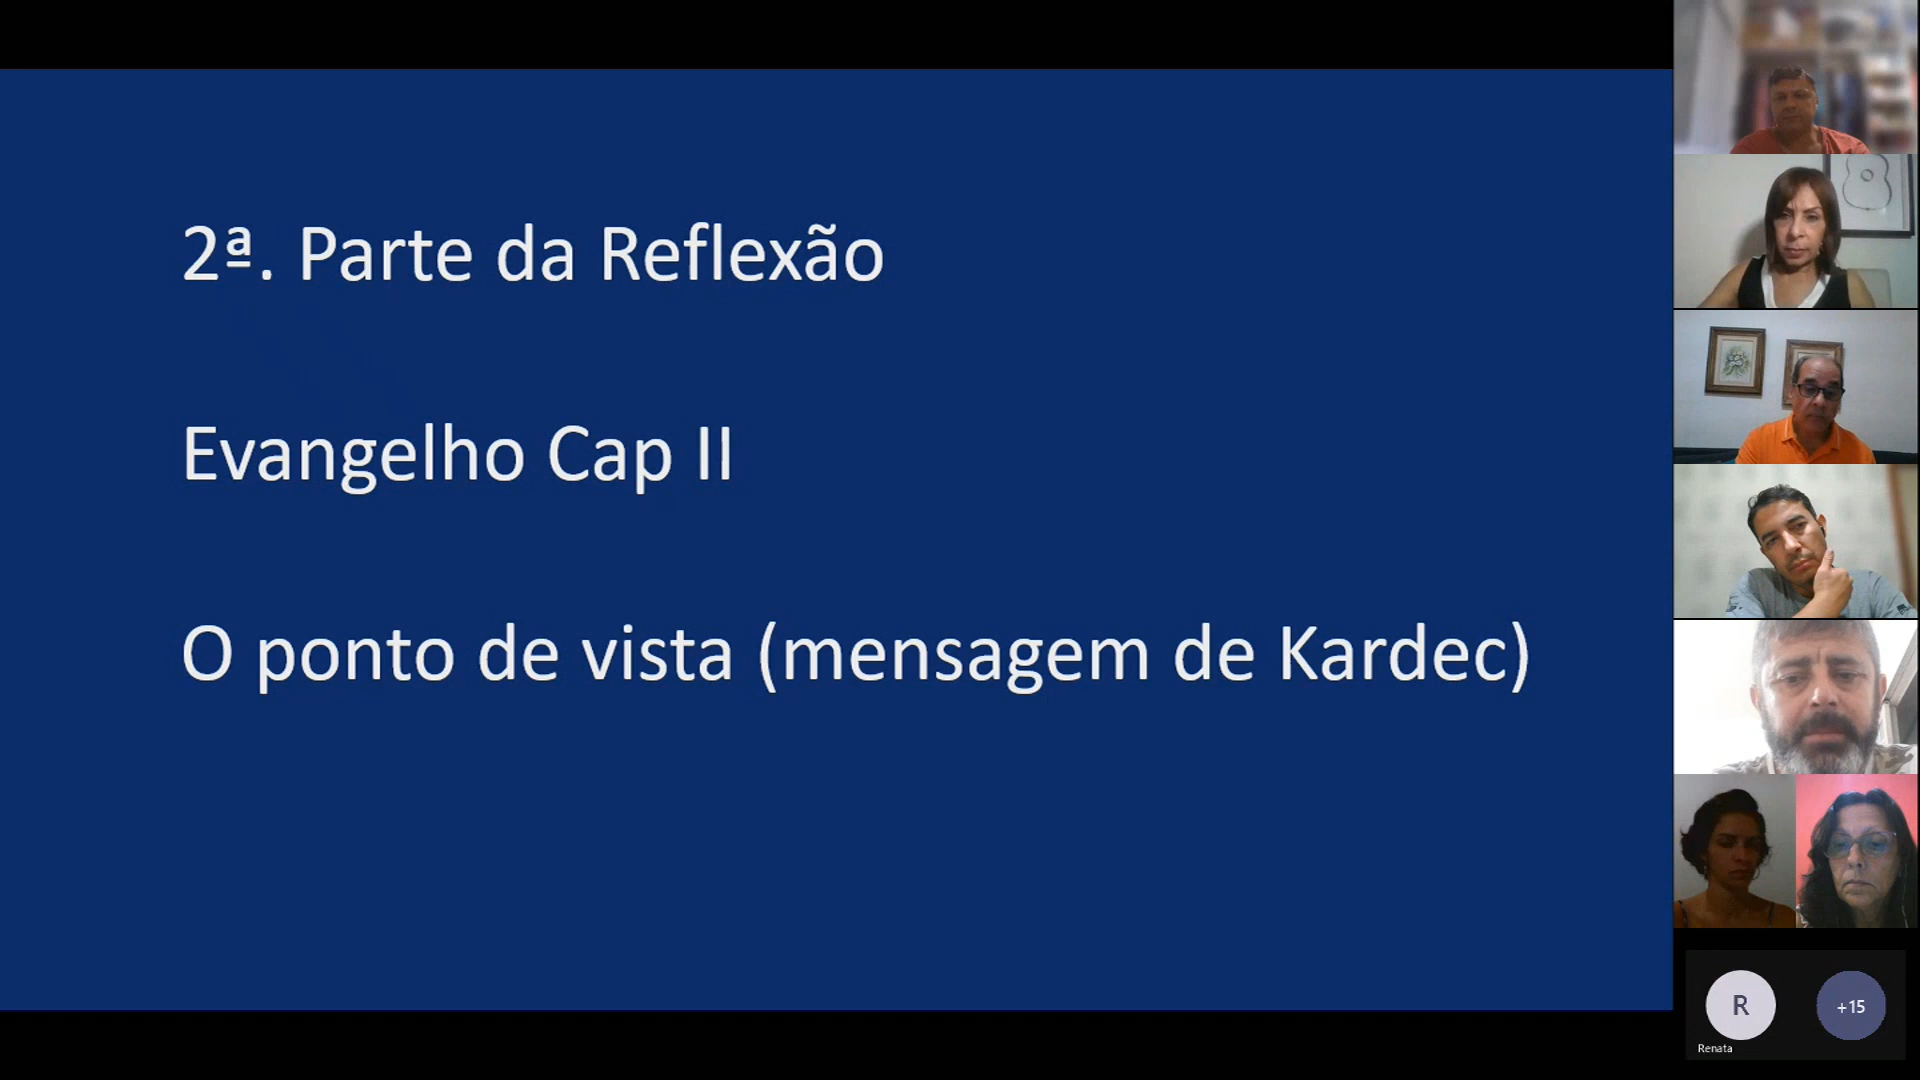 2ª. Parte da Reflexão
Evangelho Cap II
O ponto de vista (mensagem de Kardec)
R
+15
Renata